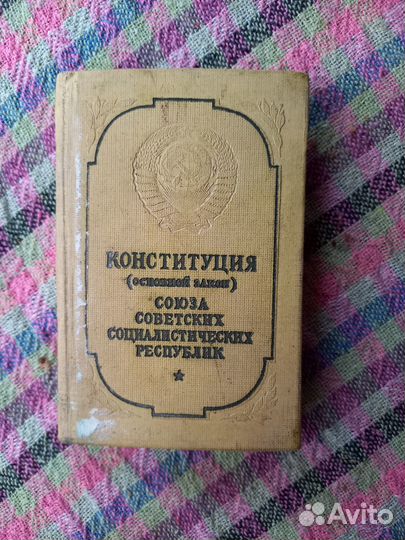 КОНСТИТУЦИЯ
(ОСНОВНОЙ ЗАКОН)
СОЮЗА
СОВЕТСКИХ
СОЦИАЛИСТИЧЕСКИХ
РЕСПУБЛИК
Avito